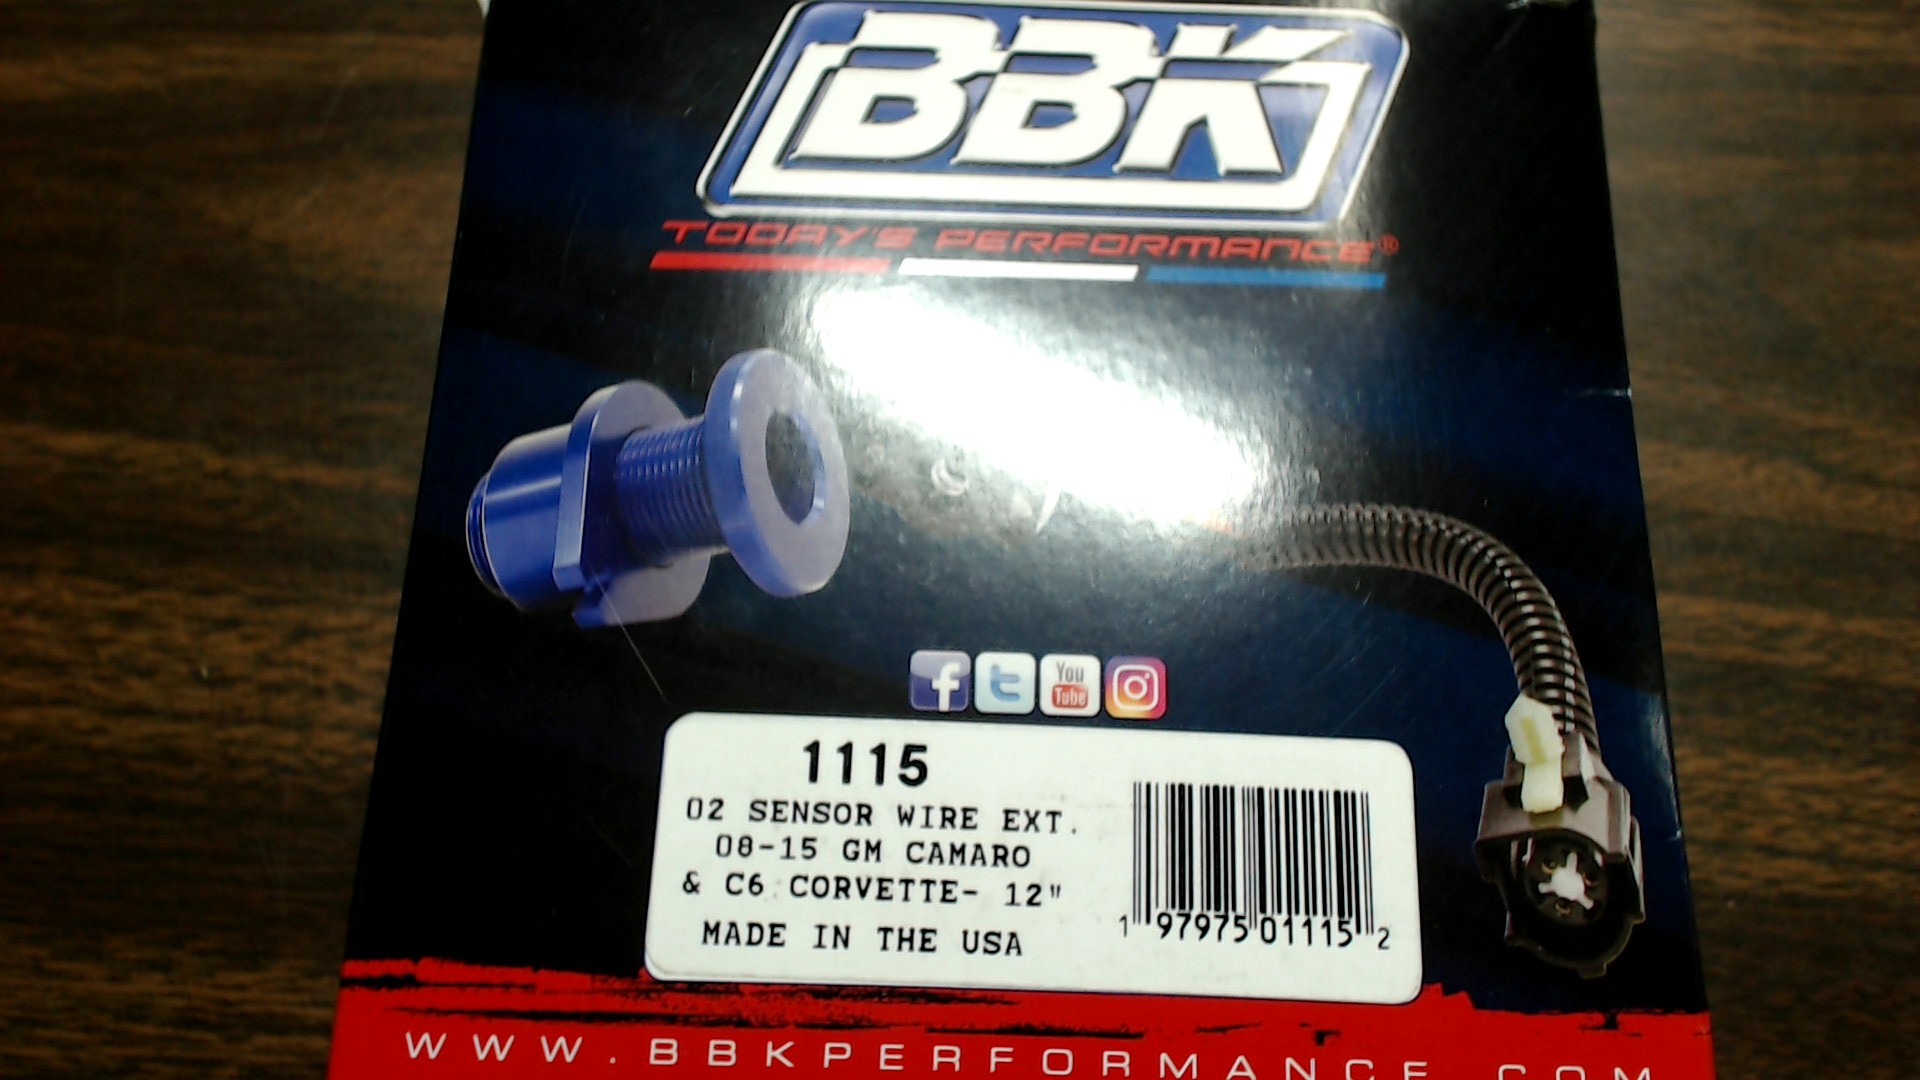 BBK
TODAY'S PERFORMANCE®
f t You Tube
1115
O2 SENSOR WIRE EXT.
08-15 GM CAMARO
& C6 CORVETTE- 12"
MADE IN THE USA
1 97975 01115 2
WWW.BBKPERFORMANCE.COM